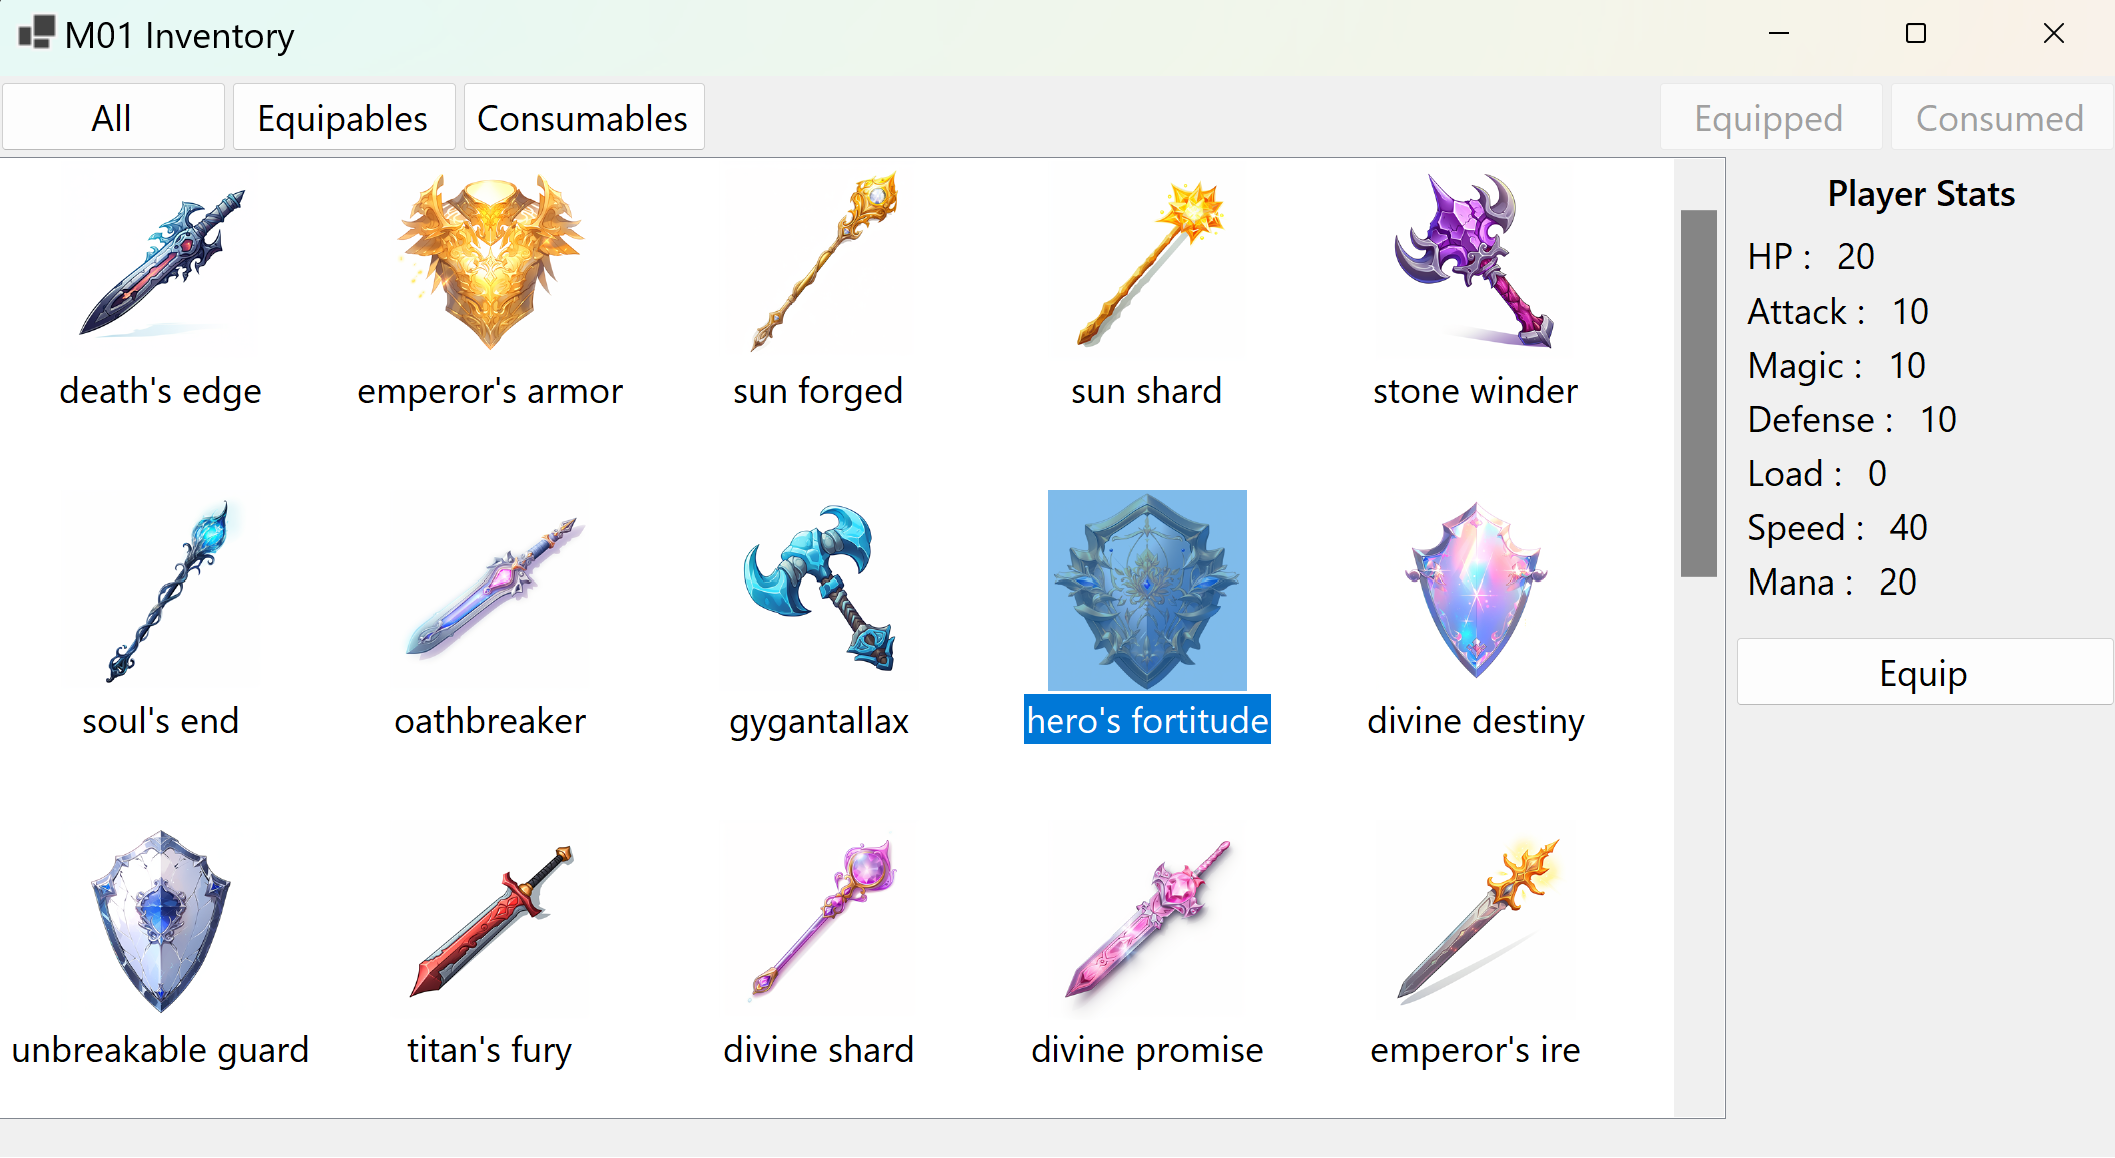 M01 Inventory
All Equipables Consumables Equipped Consumed
Player Stats
HP : 20
Attack : 10
Magic : 10
Defense : 10
Load : 0
Speed : 40
Mana : 20
Equip
death's edge emperor's armor sun forged sun shard stone winder
soul's end oathbreaker gygantallax hero's fortitude divine destiny
unbreakable guard titan's fury divine shard divine promise emperor's ire